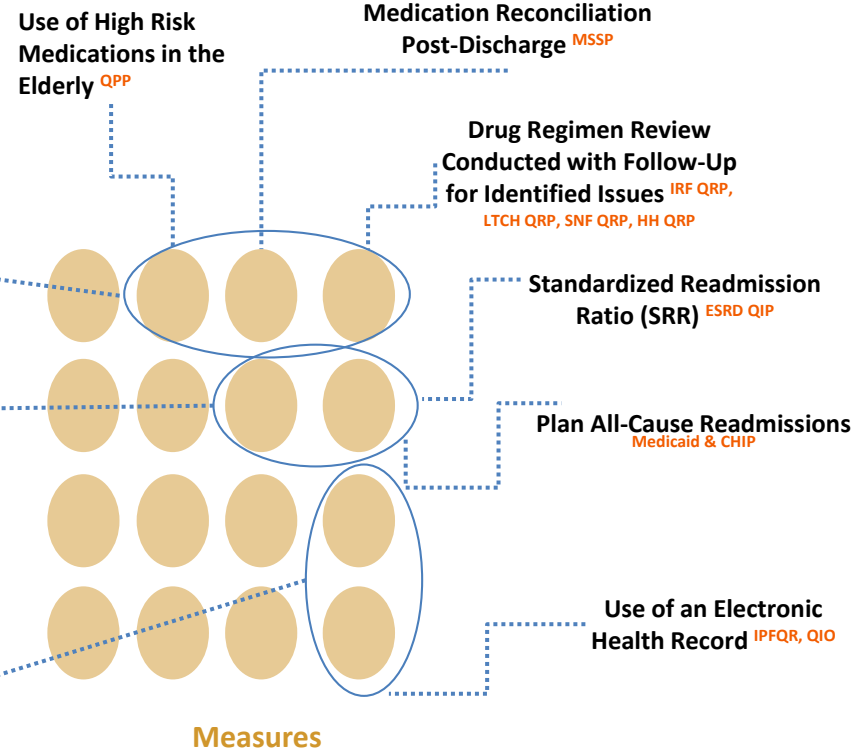 Use of High Risk
Medications in the
Elderly QPP
Medication Reconciliation
Post-Discharge MSSP
Drug Regimen Review
Conducted with Follow-Up
for Identified Issues IRF QRP,
LTCH QRP, SNF QRP, HH QRP
Standardized Readmission
Ratio (SRR) ESRD QIP
Plan All-Cause Readmissions
Medicaid & CHIP
Use of an Electronic
Health Record IPFQR, QIO
Measures